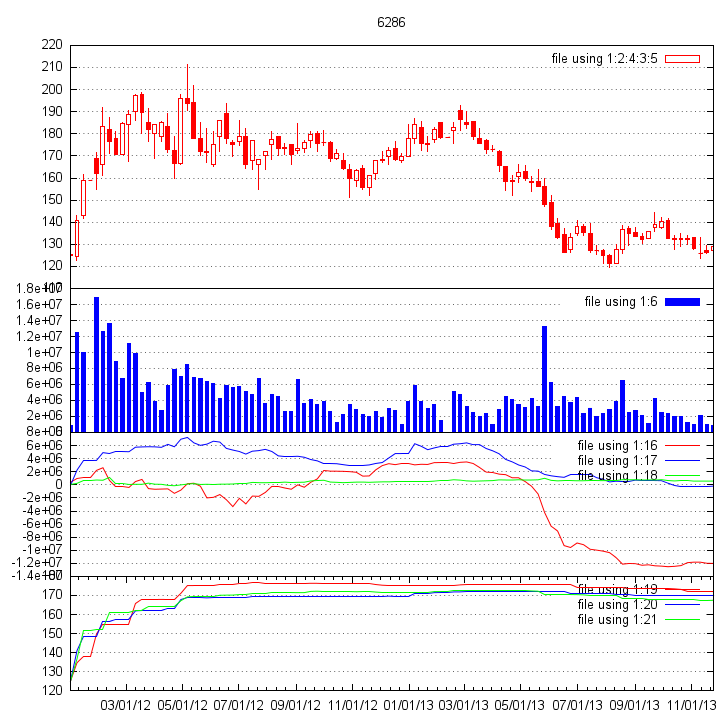 6286
220
file using 1:2:4:3:5
210
200
190
180
170
160
150
140
130
120
1.8e+07
file using 1:6
1.6e+07
1.4e+07
1.2e+07
1e+07
8e+06
6e+06
4e+06
2e+06
8e+06
6e+06
file using 1:16
4e+06
file using 1:17
2e+06
file using 1:18
0
-2e+06
-4e+06
-6e+06
-8e+06
-1e+07
-1.2e+07
-1.4e+07
file using 1:19
170
file using 1:20
160
file using 1:21
150
140
130
120
03/01/12 05/01/12 07/01/12 09/01/12 11/01/12 01/01/13 03/01/13 05/01/13 07/01/13 09/01/13 11/01/13